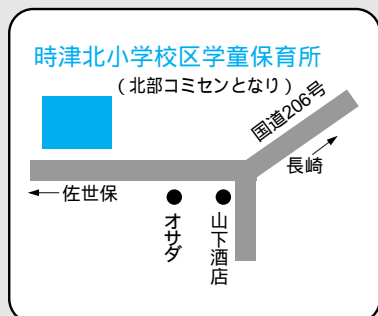 時津北小学校区学童保育所
（北部コミセンとなり）
国道206号
長崎
佐世保
オサダ
山下酒店